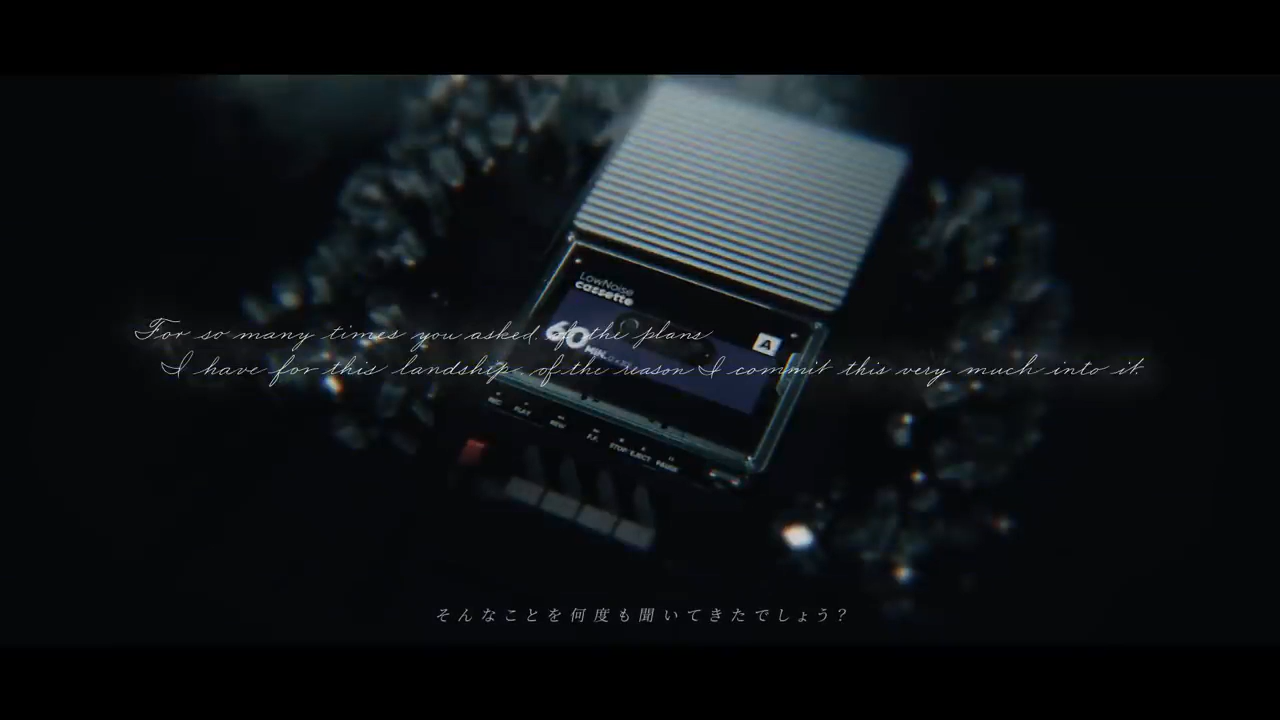 LowNoise
cassette
60 MIN.
A
For so many times you asked, of the plans
I have for this landship, of the reason I commit this very much into it.
REC PLAY REW F.F. STOP/EJECT PAUSE
そんなことを何度も聞いてきたでしょう?